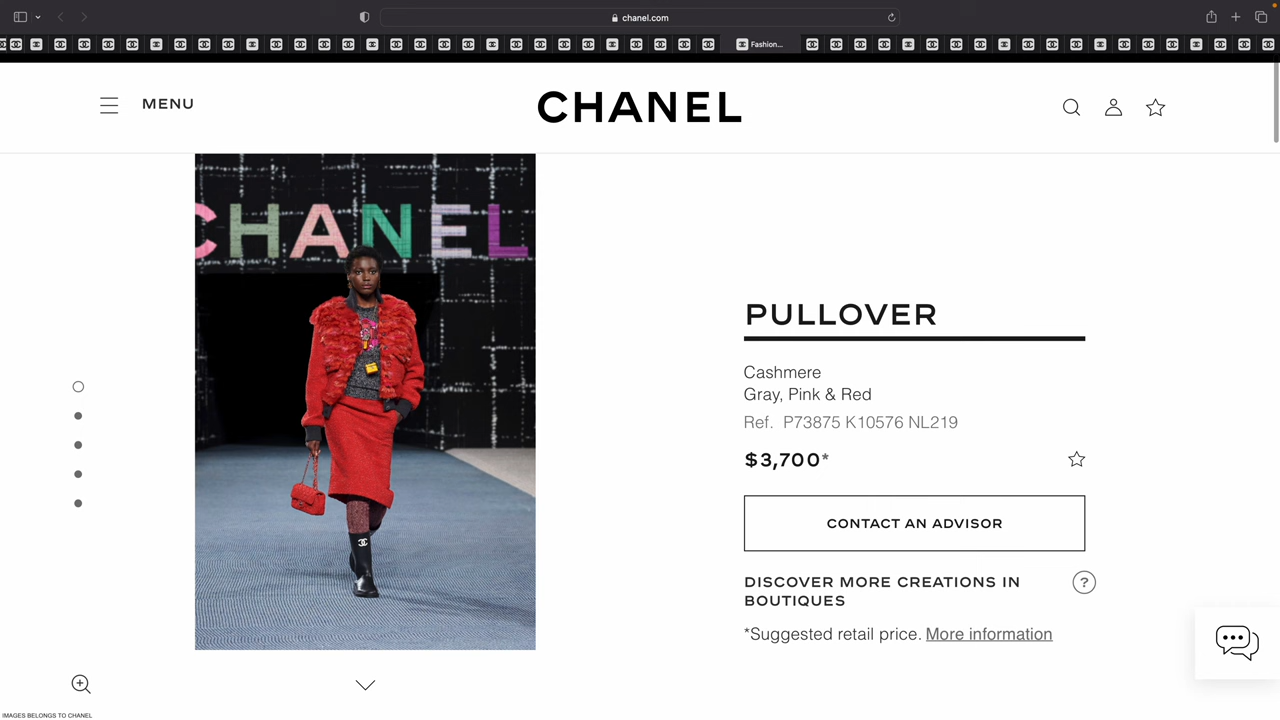 chanel.com
Fashion...
MENU
CHANEL
CHANEL
PULLOVER
Cashmere
Gray, Pink & Red
Ref. P73875 K10576 NL219
$3,700*
CONTACT AN ADVISOR
DISCOVER MORE CREATIONS IN
BOUTIQUES
?
*Suggested retail price. More information
IMAGES BELONGS TO CHANEL